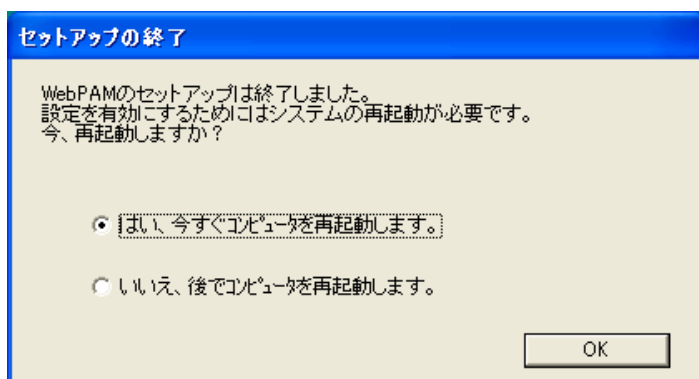 セットアップの終了
WebPAMのセットアップは終了しました。
設定を有効にするためにはシステムの再起動が必要です。
今、再起動しますか？
はい、今すぐコンピュータを再起動します。
いいえ、後でコンピュータを再起動します。
OK